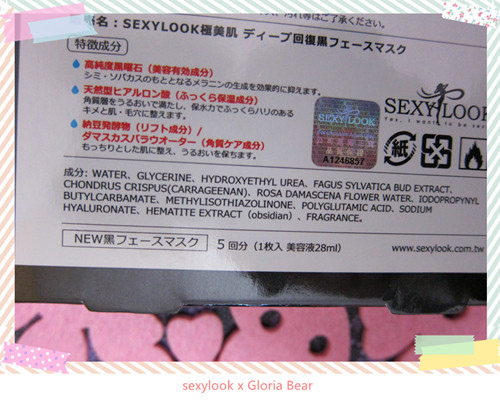 名：SEXYLOOK極美肌 ディープ回復黒フェースマスク
特徴成分
高純度黒曜石（美容有効成分）
シミ・ソバカスのもととなるメラニンの生成を効果的に抑えます。
天然型ヒアルロン酸（ふっくら保湿成分）
角質層をうるおいで満たし、保水力でふっくらハリのある
キメと肌・毛穴に整えます。
納豆発酵物（リフト成分）/
ダマスカスバラウオーター（角質ケア成分）
もっちりとした肌に整え、うるおいを保ちます。
SEXYLOOK
A1246857
SEXYLOOK
紙
成分: WATER, GLYCERINE, HYDROXYETHYL UREA. FAGUS SYLVATICA BUD EXTRACT.
CHONDRUS CRISPUS(CARRAGEENAN). ROSA DAMASCENA FLOWER WATER. IODOPROPYNYL
BUTYLCARBAMATE, METHYLISOTHIAZOLINONE. POLYGLUTAMIC ACID. SODIUM
HYALURONATE、HEMATITE EXTRACT（obsidian）、FRAGRANCE。
NEW黒フェースマスク 5 回分（1枚入 美容液28ml）
www.sexylook.com.tw
sexylook x Gloria Bear